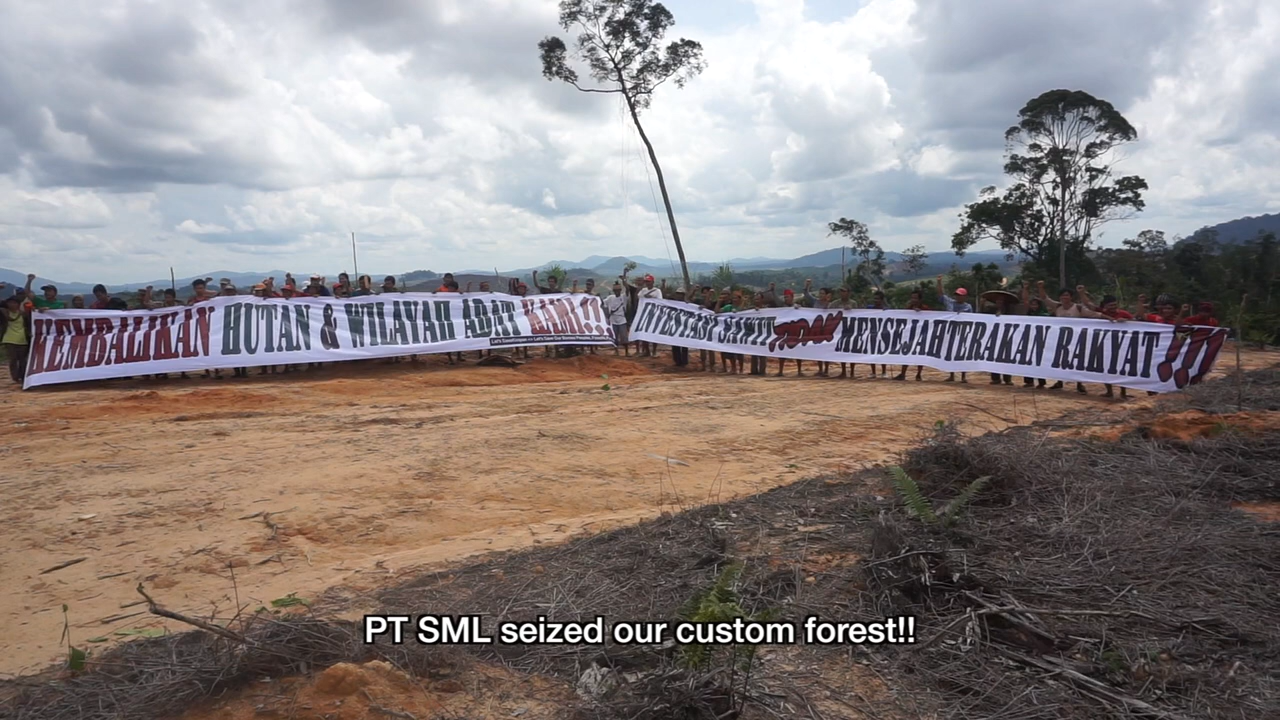 KEMBALIKAN HUTAN & WILAYAH ADAT KAMI!!
INVESTASI SAWIT TIDAK MENSEJAHTERAKAN RAKYAT !!!
PT SML seized our custom forest!!